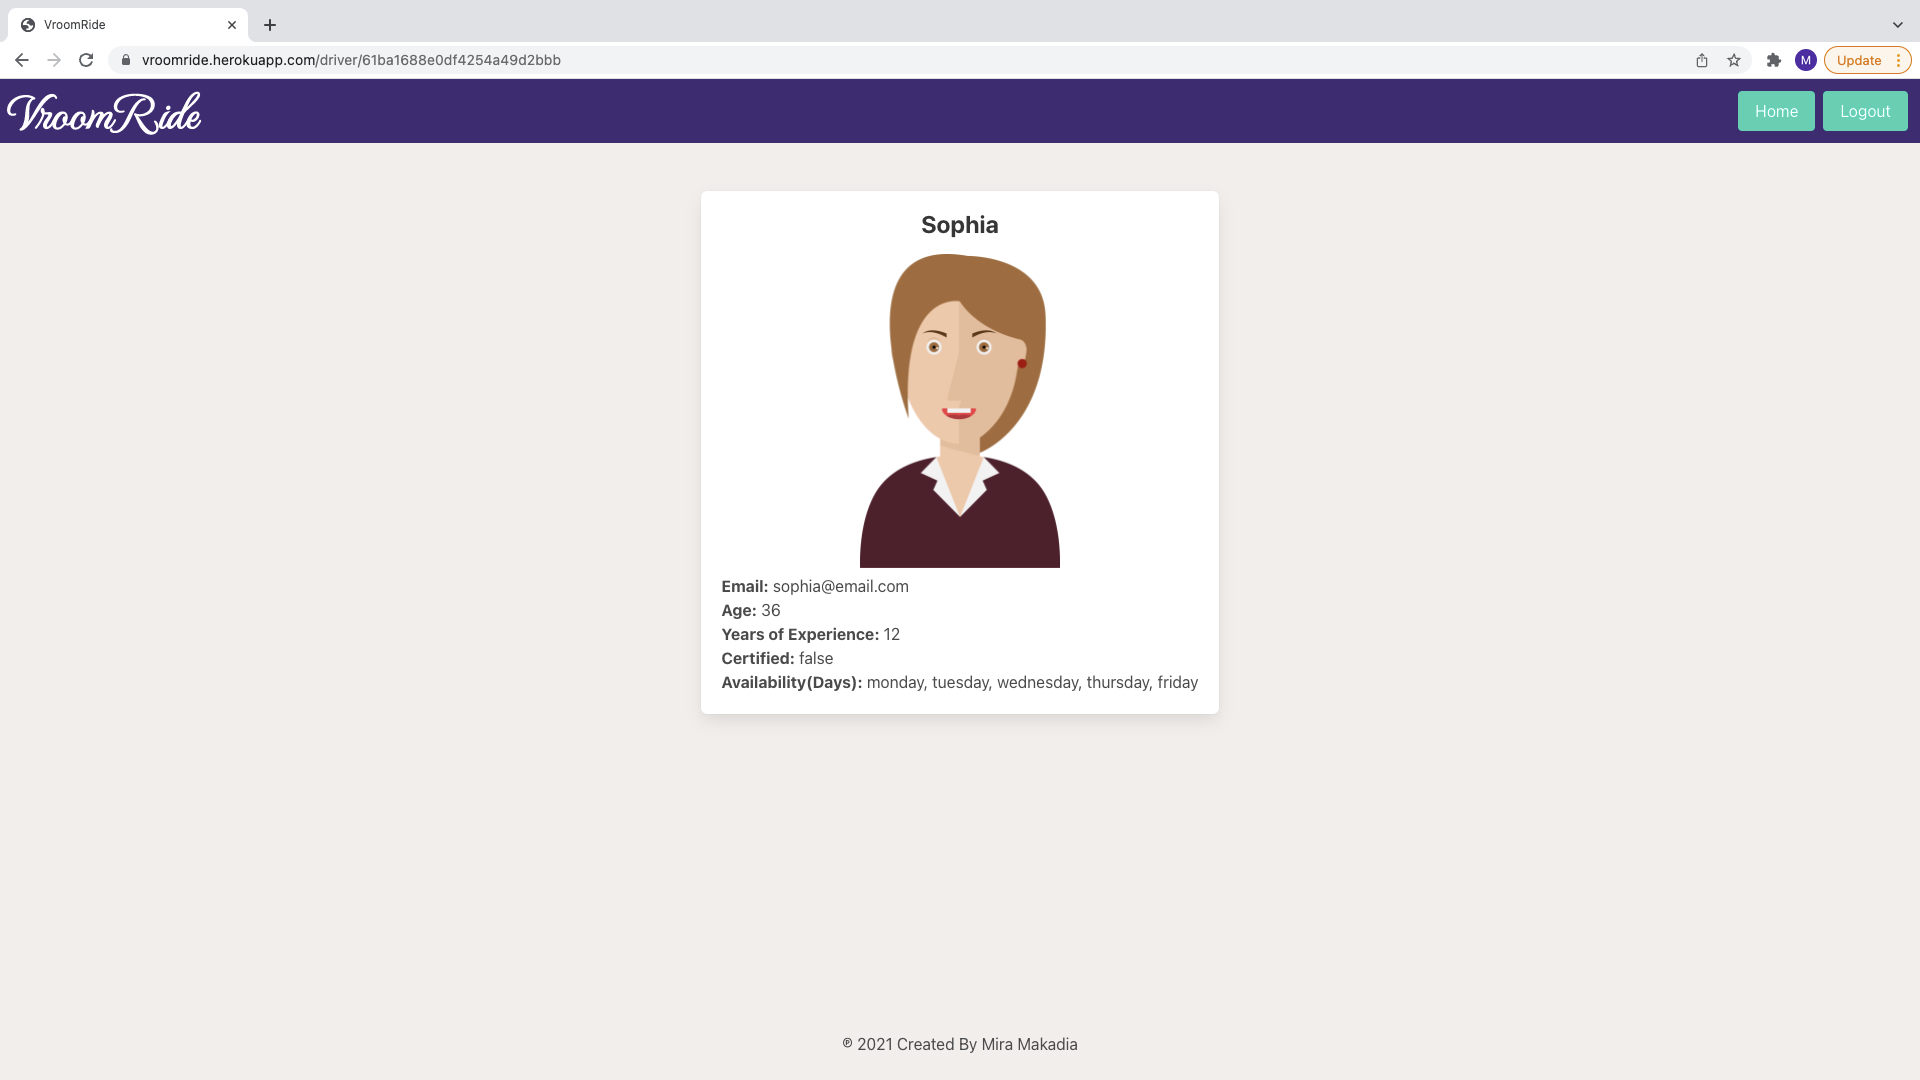 VroomRide
vroomride.herokuapp.com/driver/61ba1688e0df4254a49d2bbb
M
Update
VroomRide
Home
Logout
Sophia
Email: sophia@email.com
Age: 36
Years of Experience: 12
Certified: false
Availability(Days): monday, tuesday, wednesday, thursday, friday
℗ 2021 Created By Mira Makadia